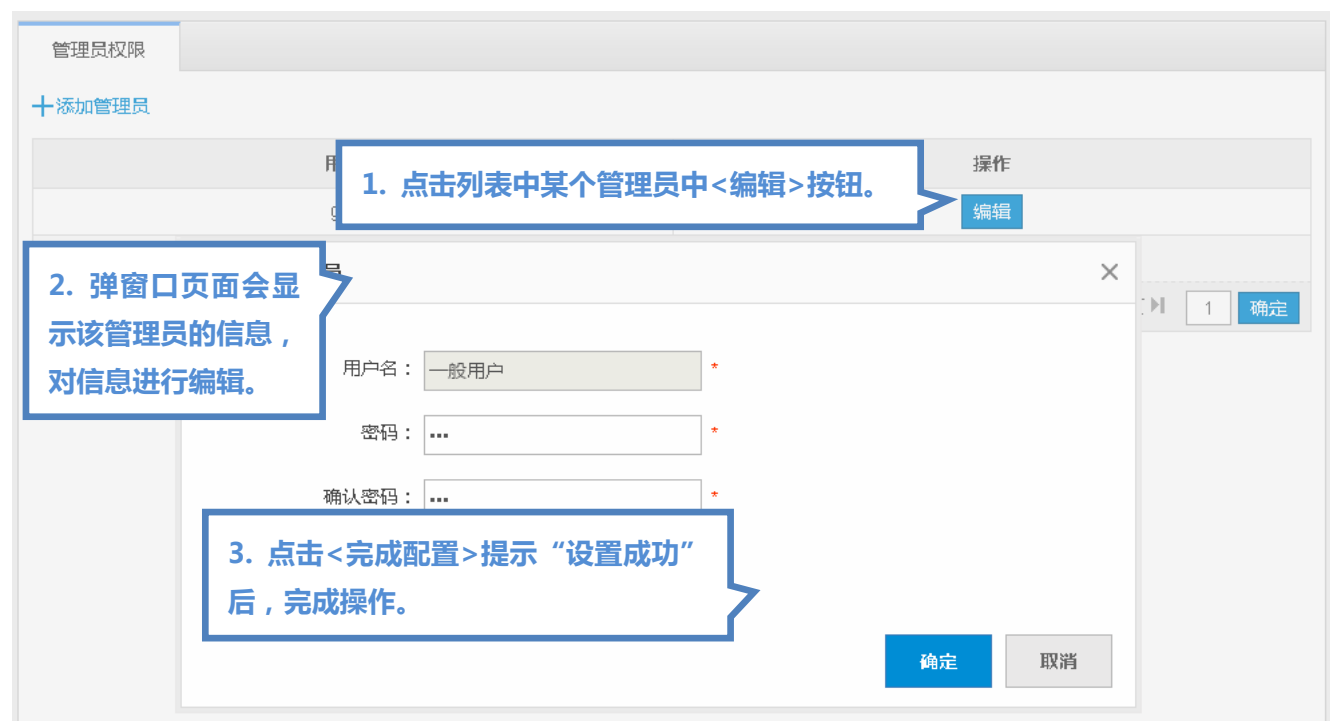 管理员权限
添加管理员
操作
1. 点击列表中某个管理员中<编辑>按钮。
编辑
2. 弹窗口页面会显
示该管理员的信息，
对信息进行编辑。
1
确定
用户名：
一般用户
*
密码：
•••
*
确认密码：
•••
*
3. 点击<完成配置>提示“设置成功”
后，完成操作。
确定
取消